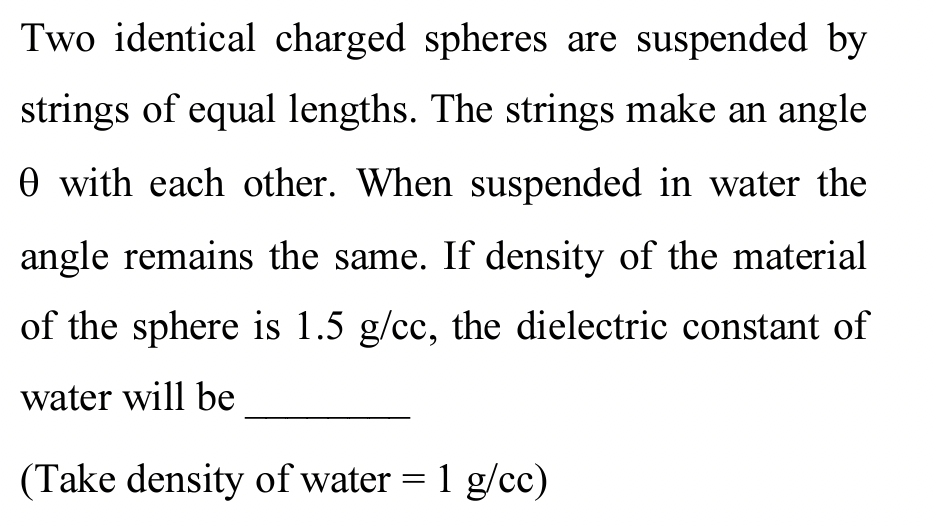 Two identical charged spheres are suspended by
strings of equal lengths. The strings make an angle
θ with each other. When suspended in water the
angle remains the same. If density of the material
of the sphere is 1.5 g/cc, the dielectric constant of
water will be ________
(Take density of water = 1 g/cc)